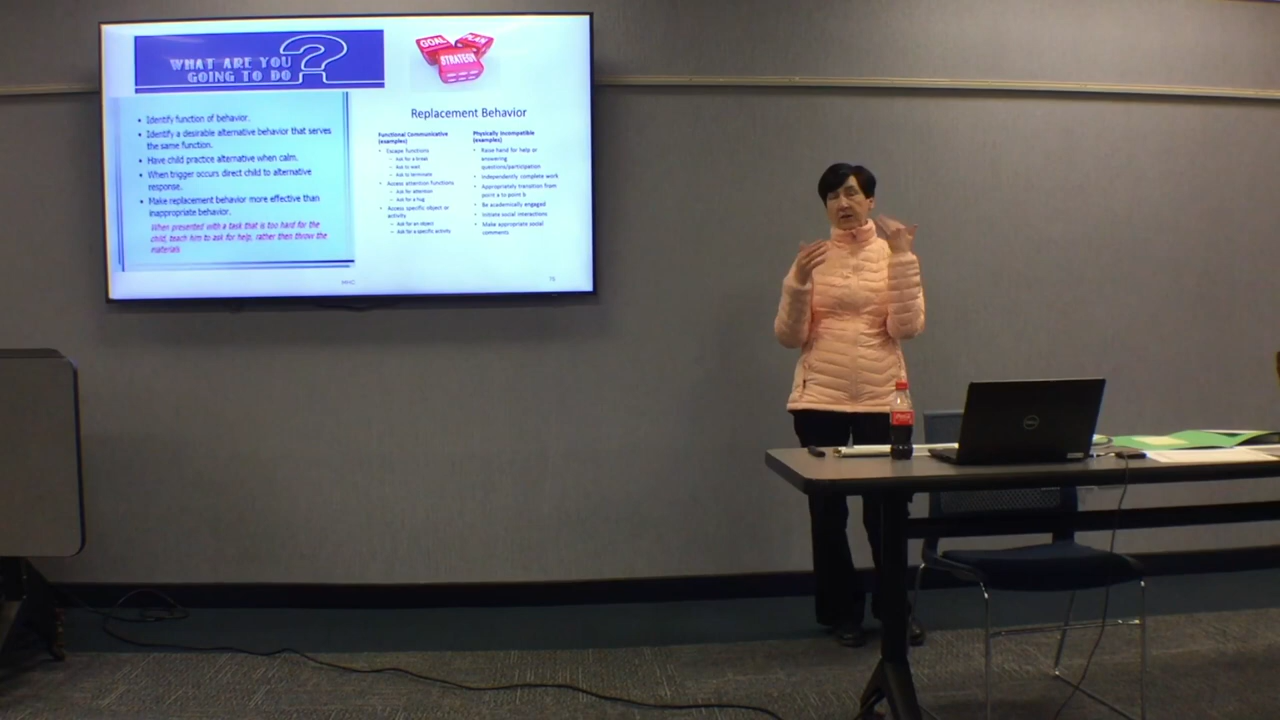 WHAT ARE YOU
GOING TO DO ?
GOAL
PLAN
STRATEGY
• Identify function of behavior.
• Identify a desirable alternative behavior that serves
the same function.
• Have child practice alternative when calm.
• When trigger occurs direct child to alternative
response.
• Make replacement behavior more effective than
inappropriate behavior.
When presented with a task that is too hard for the
child, teach him to ask for help, rather then throw the
materials
Replacement Behavior
Functional Communicative
(examples)
• Escape functions
– Ask for a break
– Ask to wait
– Ask to terminate
• Access attention functions
– Ask for attention
– Ask for a hug
• Access specific object or
activity
– Ask for an object
– Ask for a specific activity
Physically Incompatible
(examples)
• Raise hand for help or
answering
questions/participation
• Independently complete work
• Appropriately transition from
point a to point b
• Be academically engaged
• Initiate social interactions
• Make appropriate social
comments
DELL